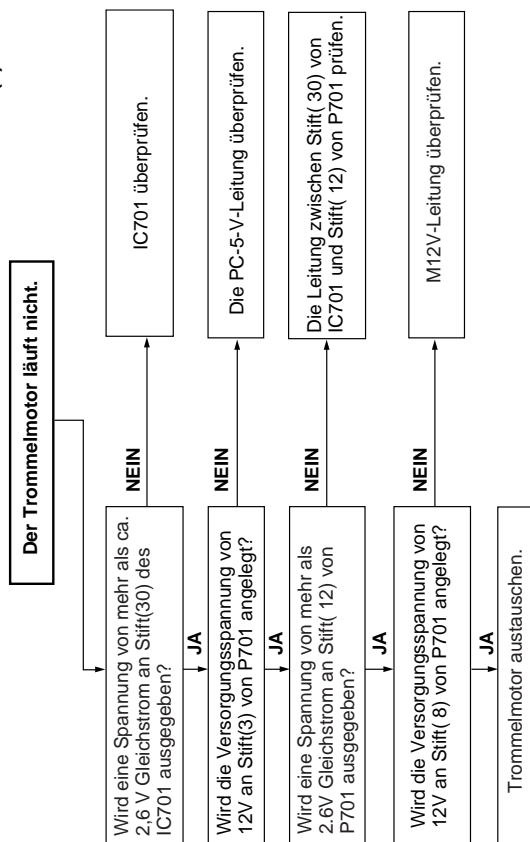 Der Trommelmotor läuft nicht.
Wird eine Spannung von mehr als ca.
2,6 V Gleichstrom an Stift(30) des
IC701 ausgegeben?
NEIN
IC701 überprüfen.
JA
Wird die Versorgungsspannung von
12V an Stift(3) von P701 angelegt?
NEIN
Die PC-5-V-Leitung überprüfen.
JA
Wird eine Spannung von mehr als
2.6V Gleichstrom an Stift( 12) von
P701 ausgegeben?
NEIN
Die Leitung zwischen Stift( 30) von
IC701 und Stift( 12) von P701 prüfen.
JA
Wird die Versorgungsspannung von
12V an Stift( 8) von P701 angelegt?
NEIN
M12V-Leitung überprüfen.
JA
Trommelmotor austauschen.